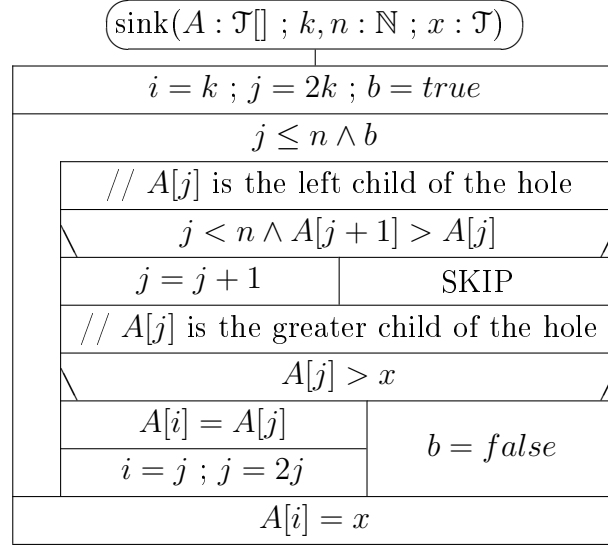 sink(A : 𝒯[] ; k, n : ℕ ; x : 𝒯)
i = k ; j = 2k ; b = true
j ≤ n ∧ b
// A[j] is the left child of the hole
j < n ∧ A[j + 1] > A[j]
j = j + 1 SKIP
// A[j] is the greater child of the hole
A[j] > x
A[i] = A[j]
b = false
i = j ; j = 2j
A[i] = x